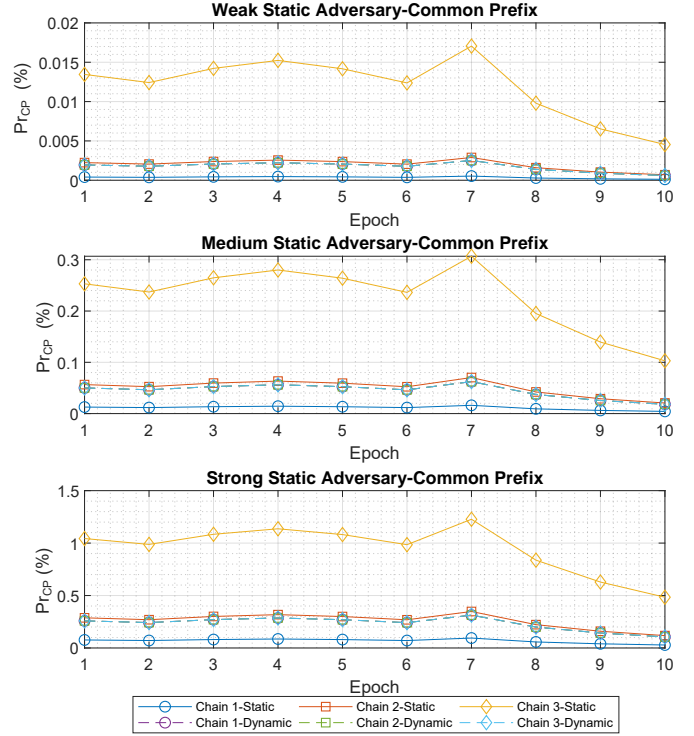 Weak Static Adversary-Common Prefix
0.02
0.015
0.01
0.005
0
Pr_CP (%)
1 2 3 4 5 6 7 8 9 10
Epoch
Medium Static Adversary-Common Prefix
0.3
0.2
0.1
0
Pr_CP (%)
1 2 3 4 5 6 7 8 9 10
Epoch
Strong Static Adversary-Common Prefix
1.5
1
0.5
0
Pr_CP (%)
1 2 3 4 5 6 7 8 9 10
Epoch
Chain 1-Static Chain 2-Static Chain 3-Static
Chain 1-Dynamic Chain 2-Dynamic Chain 3-Dynamic